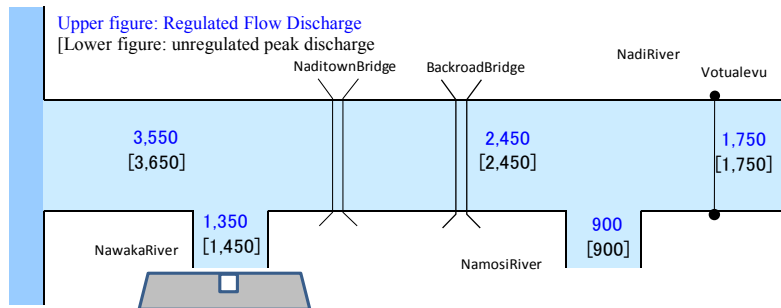 Upper figure: Regulated Flow Discharge
[Lower figure: unregulated peak discharge
NaditownBridge
BackroadBridge
NadiRiver
Votualevu
3,550
[3,650]
2,450
[2,450]
1,750
[1,750]
1,350
[1,450]
900
[900]
NawakaRiver
NamosiRiver